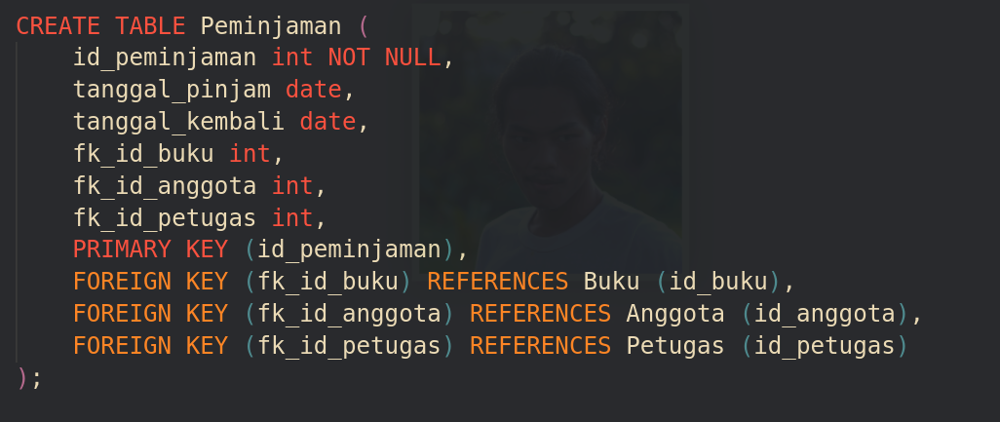 CREATE TABLE Peminjaman (
    id_peminjaman int NOT NULL,
    tanggal_pinjam date,
    tanggal_kembali date,
    fk_id_buku int,
    fk_id_anggota int,
    fk_id_petugas int,
    PRIMARY KEY (id_peminjaman),
    FOREIGN KEY (fk_id_buku) REFERENCES Buku (id_buku),
    FOREIGN KEY (fk_id_anggota) REFERENCES Anggota (id_anggota),
    FOREIGN KEY (fk_id_petugas) REFERENCES Petugas (id_petugas)
);